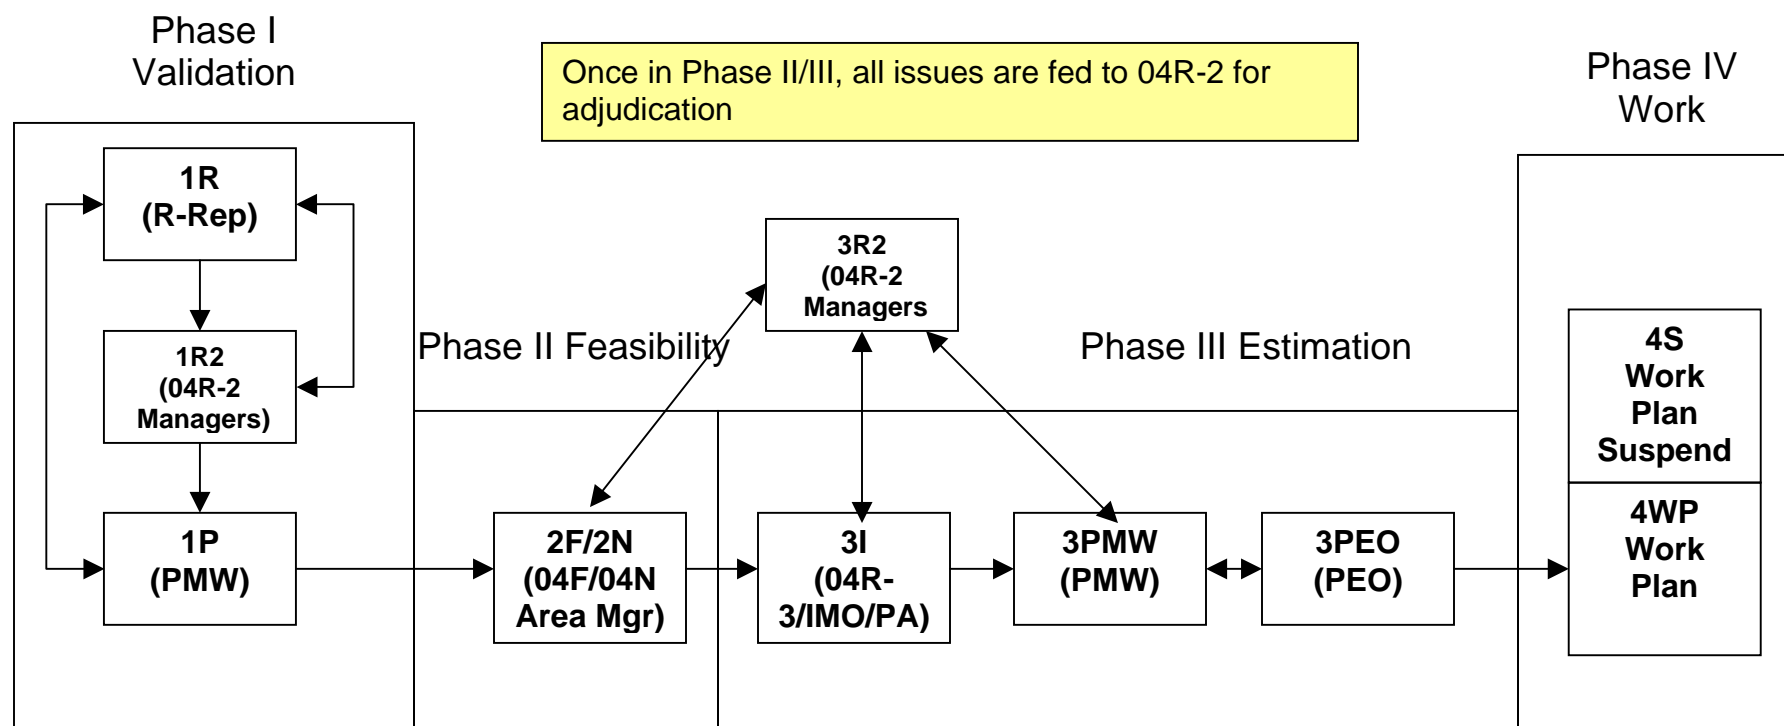 Phase I
Validation
Once in Phase II/III, all issues are fed to 04R-2 for
adjudication
Phase IV
Work
1R
(R-Rep)
1R2
(04R-2
Managers)
1P
(PMW)
Phase II Feasibility
3R2
(04R-2
Managers
Phase III Estimation
2F/2N
(04F/04N
Area Mgr)
3I
(04R-
3/IMO/PA)
3PMW
(PMW)
3PEO
(PEO)
4S
Work
Plan
Suspend
4WP
Work
Plan